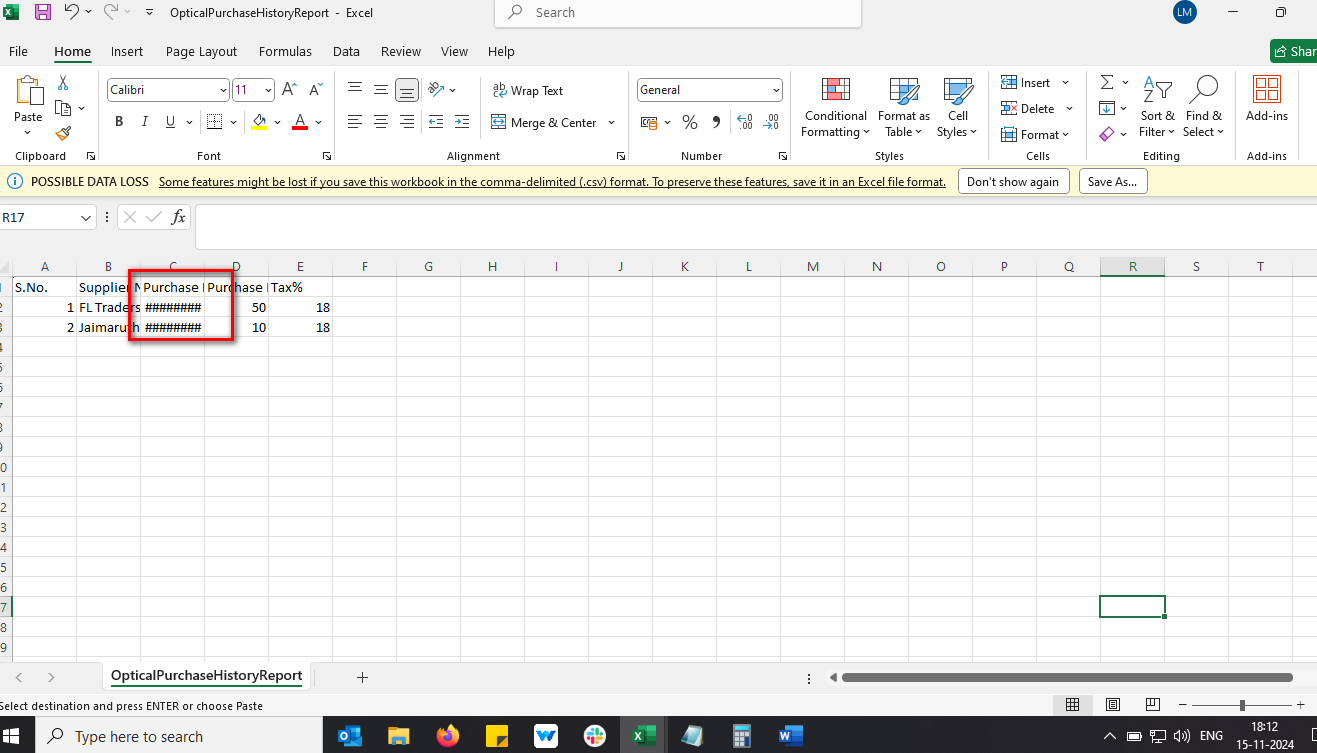 OpticalPurchaseHistoryReport - Excel
Search
LM
File Home Insert Page Layout Formulas Data Review View Help
Calibri 11 General
Paste
B I U A
Wrap Text
Merge & Center
Conditional Formatting
Format as Table
Cell Styles
Insert
Delete
Format
Sort & Filter
Find & Select
Add-ins
Clipboard Font Alignment Number Styles Cells Editing Add-ins
POSSIBLE DATA LOSS Some features might be lost if you save this workbook in the comma-delimited (.csv) format. To preserve these features, save it in an Excel file format. Don't show again Save As...
R17 fx
A B C D E F G H I J K L M N O P Q R S T
S.No. Supplier N Purchase Purchase Tax%
1 FL Traders ######## 50 18
2 Jaimaruth ######## 10 18
OpticalPurchaseHistoryReport
Select destination and press ENTER or choose Paste
Type here to search
ENG
18:12
15-11-2024